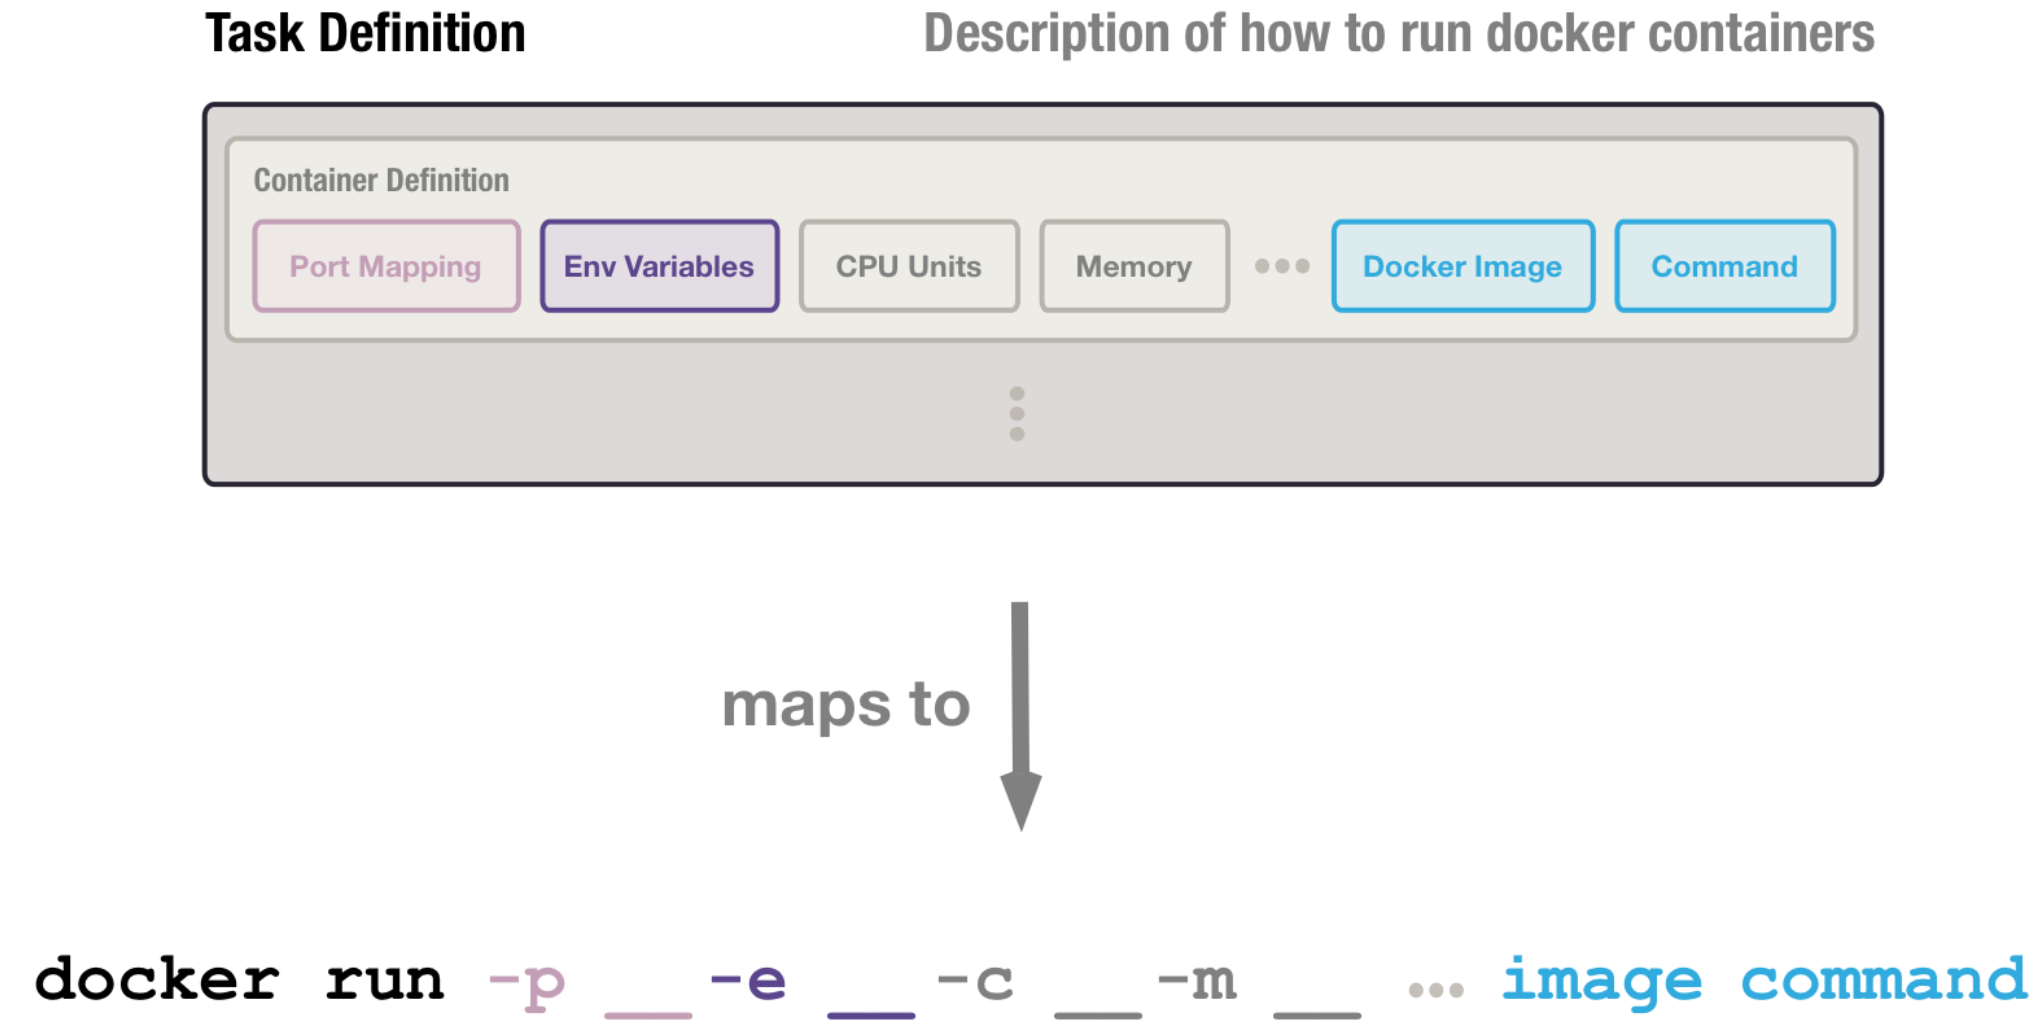 Task Definition
Description of how to run docker containers
Container Definition
Port Mapping Env Variables CPU Units Memory ••• Docker Image Command
maps to
docker run -p ___ -e ___ -c ___ -m ___ ... image command